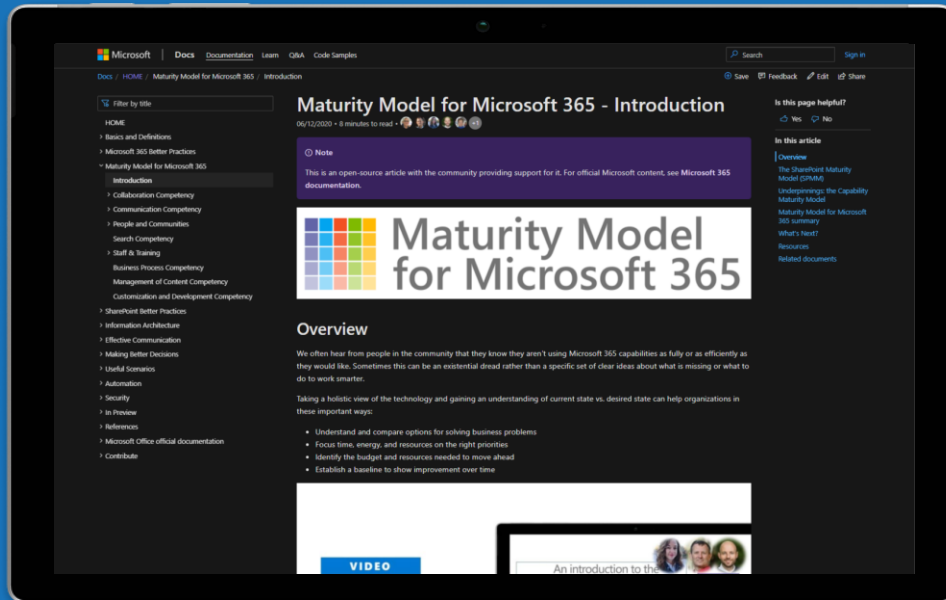 Microsoft | Docs Documentation Learn Q&A Code Samples
Search
Sign in
Docs / HOME / Maturity Model for Microsoft 365 / Introduction
Save Feedback Edit Share
Filter by title
HOME
Basics and Definitions
Microsoft 365 Better Practices
Maturity Model for Microsoft 365
Introduction
Collaboration Competency
Communication Competency
People and Communities
Search Competency
Staff & Training
Business Process Competency
Management of Content Competency
Customization and Development Competency
SharePoint Better Practices
Information Architecture
Effective Communication
Making Better Decisions
Useful Scenarios
Automation
Security
In Preview
References
Microsoft Office official documentation
Contribute
Maturity Model for Microsoft 365 - Introduction
06/12/2020 • 8 minutes to read •
Note
This is an open-source article with the community providing support for it. For official Microsoft content, see Microsoft 365
documentation.
Maturity Model
for Microsoft 365
Overview
We often hear from people in the community that they know they aren't using Microsoft 365 capabilities as fully or as efficiently as
they would like. Sometimes this can be an existential dread rather than a specific set of clear ideas about what is missing or what to
do to work smarter.
Taking a holistic view of the technology and gaining an understanding of current state vs. desired state can help organizations in
these important ways:
• Understand and compare options for solving business problems
• Focus time, energy, and resources on the right priorities
• Identify the budget and resources needed to move ahead
• Establish a baseline to show improvement over time
VIDEO
An introduction to the
Is this page helpful?
Yes No
In this article
Overview
The SharePoint Maturity
Model (SPMM)
Underpinnings: the Capability
Maturity Model
Maturity Model for Microsoft
365 summary
What's Next?
Resources
Related documents